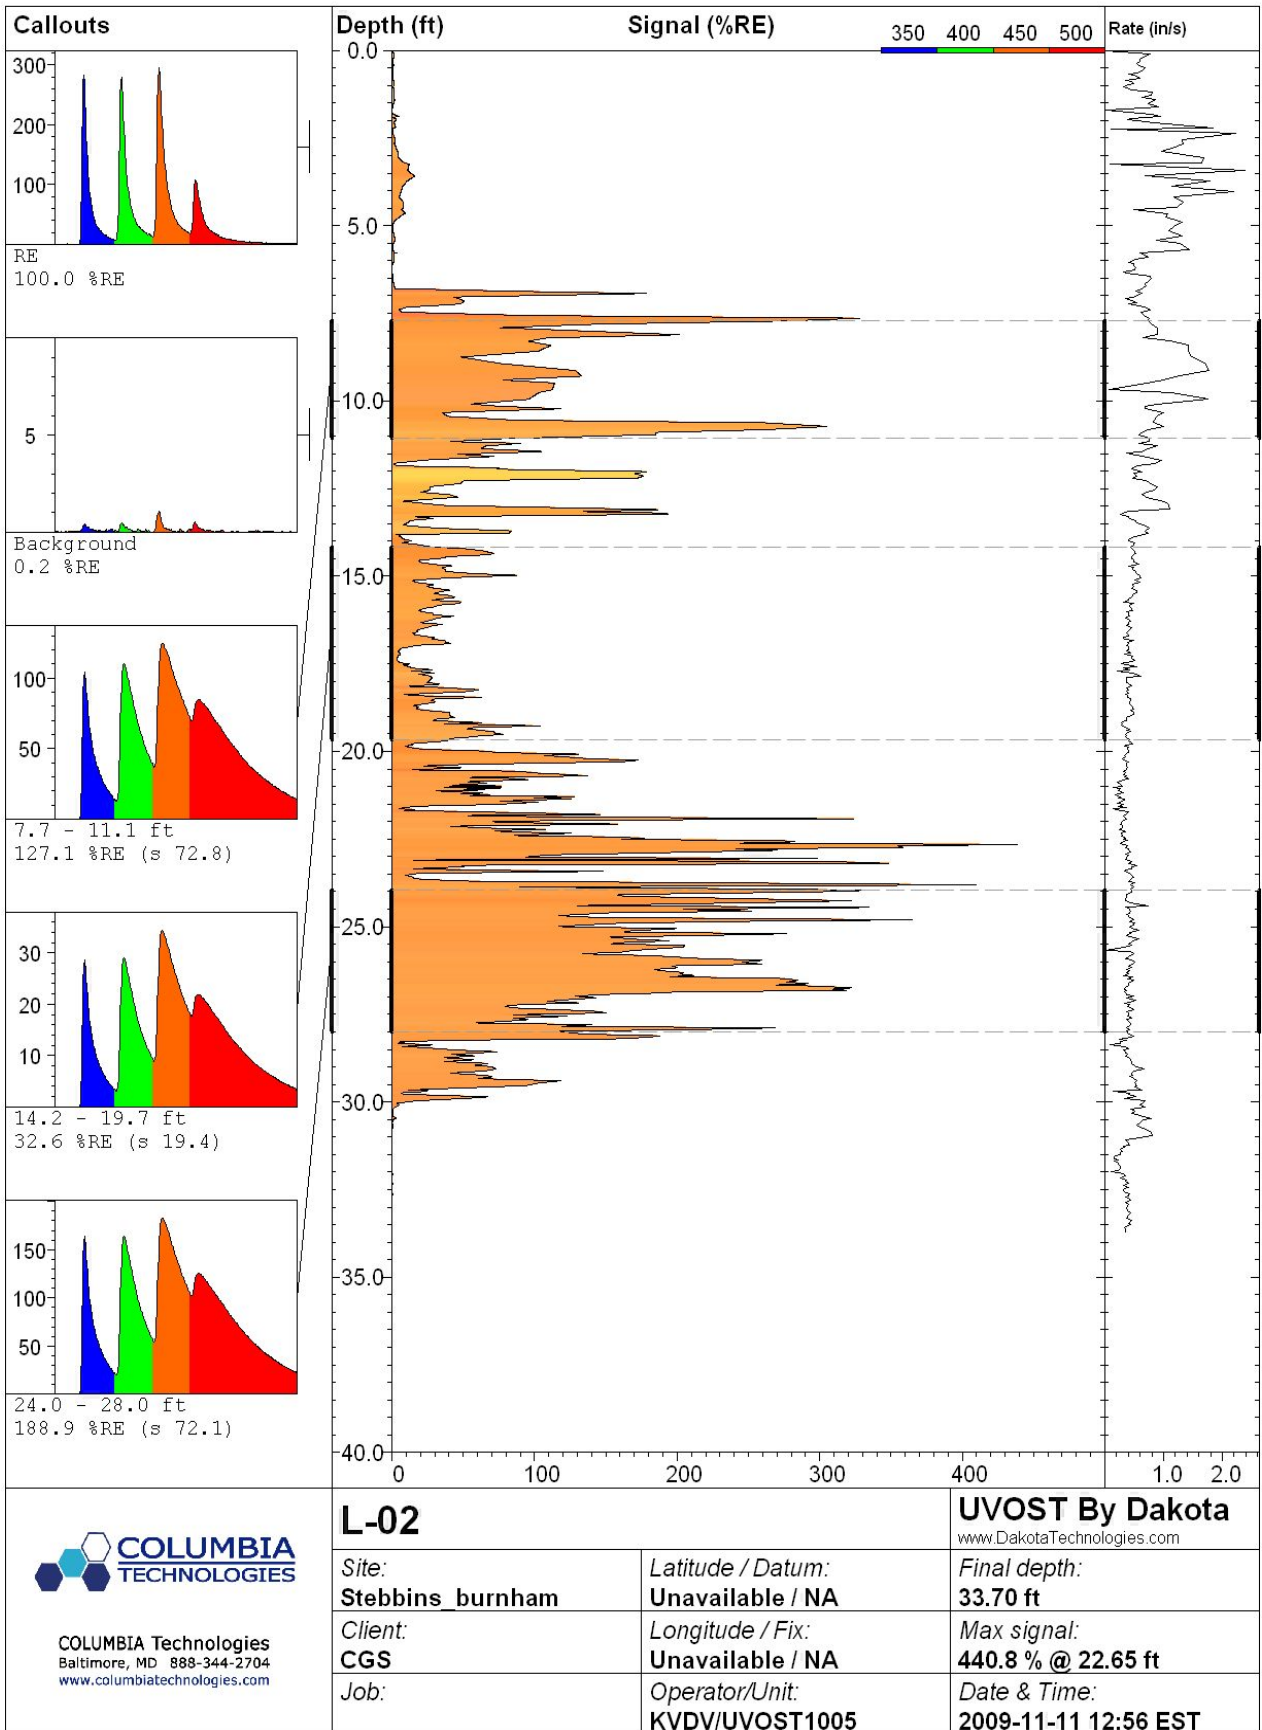 Callouts
Depth (ft)
Signal (%RE)
350 400 450 500
Rate (in/s)
300
200
100
RE
100.0 %RE
5
Background
0.2 %RE
100
50
7.7 - 11.1 ft
127.1 %RE (s 72.8)
30
20
10
14.2 - 19.7 ft
32.6 %RE (s 19.4)
150
100
50
24.0 - 28.0 ft
188.9 %RE (s 72.1)
0.0
5.0
10.0
15.0
20.0
25.0
30.0
35.0
40.0
0 100 200 300 400
1.0 2.0
COLUMBIA
TECHNOLOGIES
COLUMBIA Technologies
Baltimore, MD 888-344-2704
www.columbiatechnologies.com
L-02
UVOST By Dakota
www.DakotaTechnologies.com
Site:
Stebbins_burnham
Latitude / Datum:
Unavailable / NA
Final depth:
33.70 ft
Client:
CGS
Longitude / Fix:
Unavailable / NA
Max signal:
440.8 % @ 22.65 ft
Job:
Operator/Unit:
KVDV/UVOST1005
Date & Time:
2009-11-11 12:56 EST